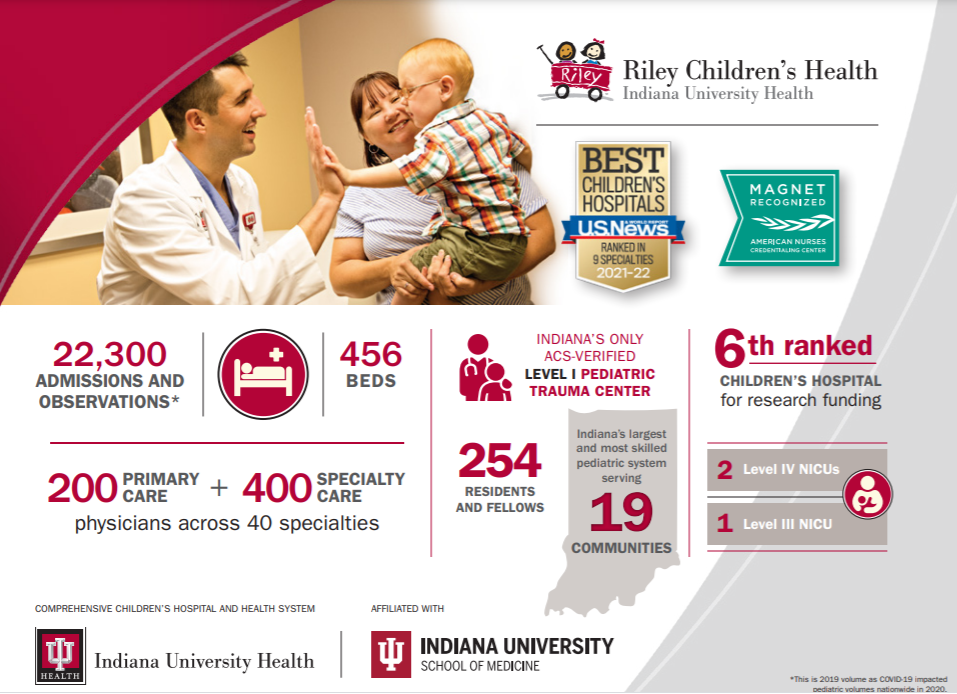 Riley
Riley Children's Health
Indiana University Health
BEST
CHILDREN'S
HOSPITALS
& WORLD REPORT
U.S.News
RANKED IN
9 SPECIALTIES
2021-22
MAGNET
RECOGNIZED
AMERICAN NURSES
CREDENTIALING CENTER
22,300
ADMISSIONS AND
OBSERVATIONS*
456
BEDS
200 PRIMARY CARE + 400 SPECIALTY CARE
physicians across 40 specialties
INDIANA'S ONLY
ACS-VERIFIED
LEVEL I PEDIATRIC
TRAUMA CENTER
254
RESIDENTS
AND FELLOWS
Indiana's largest
and most skilled
pediatric system
serving
19
COMMUNITIES
6th ranked
CHILDREN'S HOSPITAL
for research funding
2 Level IV NICUs
1 Level III NICU
COMPREHENSIVE CHILDREN'S HOSPITAL AND HEALTH SYSTEM
HEALTH
Indiana University Health
AFFILIATED WITH
INDIANA UNIVERSITY
SCHOOL OF MEDICINE
*This is 2019 volume as COVID-19 impacted
pediatric volumes nationwide in 2020.